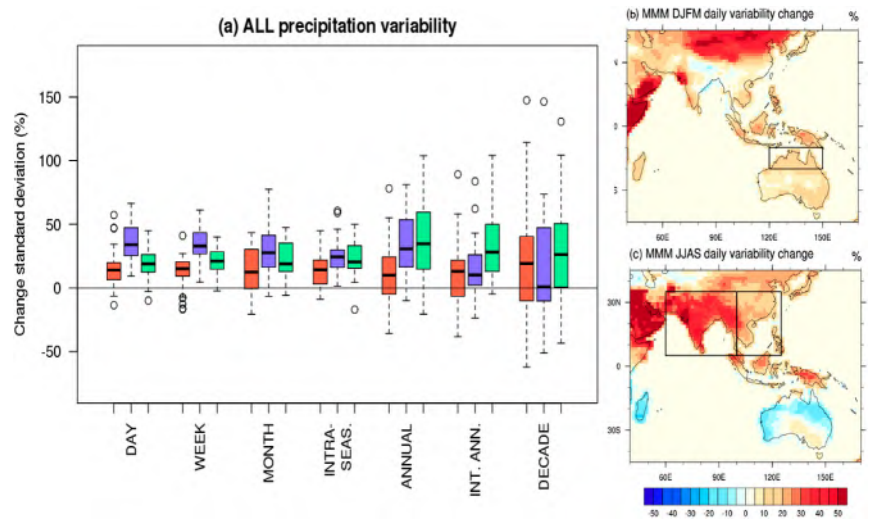 (a) ALL precipitation variability
Change standard deviation (%)
150
100
50
0
-50
DAY
WEEK
MONTH
INTRA-
SEAS.
ANNUAL
INT. ANN.
DECADE
(b) MMM DJFM daily variability change %
0
60E 90E 120E 150E
(c) MMM JJAS daily variability change %
30N
0
30S
60E 90E 120E 150E
-50 -40 -30 -20 -10 0 10 20 30 40 50